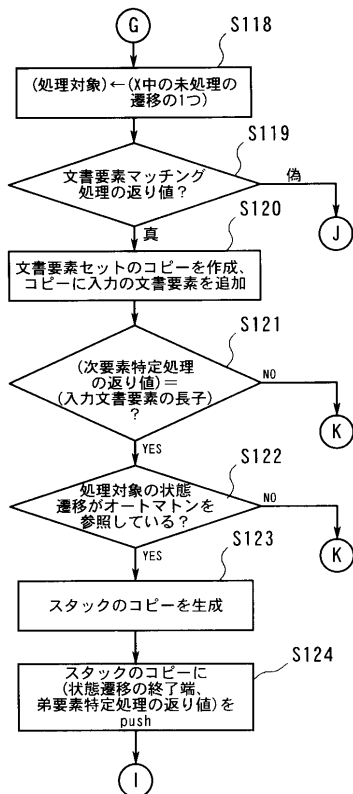 G
S118
(処理対象)←(X中の未処理の
遷移の1つ)
S119
文書要素マッチング
処理の返り値?
偽
J
真
S120
文書要素セットのコピーを作成、
コピーに入力の文書要素を追加
S121
(次要素特定処理
の返り値)=
(入力文書要素の長子)
?
NO
K
YES
S122
処理対象の状態
遷移がオートマトンを
参照している?
NO
K
YES
S123
スタックのコピーを生成
S124
スタックのコピーに
(状態遷移の終了端、
弟要素特定処理の返り値)を
push
I